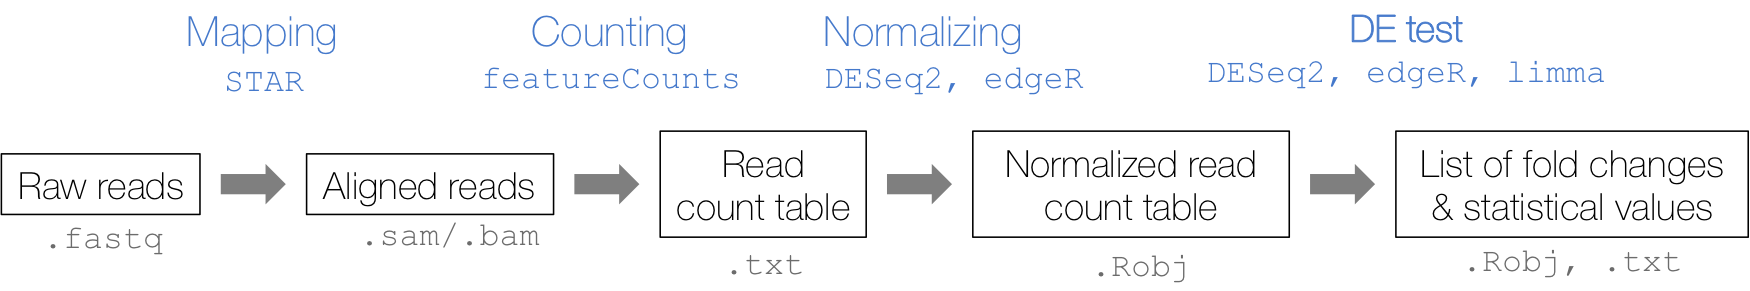 Mapping
STAR
Counting
featureCounts
Normalizing
DESeq2, edgeR
DE test
DESeq2, edgeR, limma
Raw reads
.fastq
Aligned reads
.sam/.bam
Read
count table
.txt
Normalized read
count table
.Robj
List of fold changes
& statistical values
.Robj, .txt